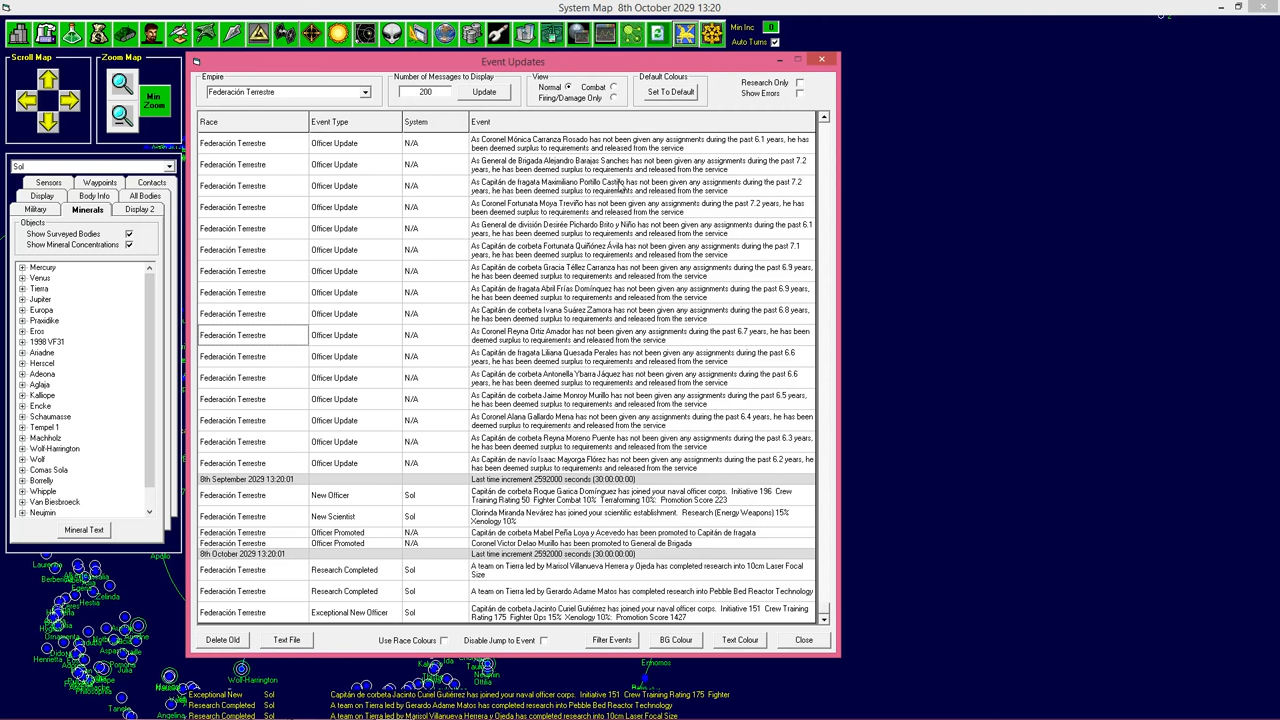 System Map   8th October 2029 13:20
Min Inc 0
Auto Turns
Scroll Map
Zoom Map
Min
Zoom
Sol
Sensors Waypoints Contacts
Display Body Info All Bodies
Military Minerals Display 2
Objects
Show Surveyed Bodies
Show Mineral Concentrations
Mercury
Venus
Tierra
Jupiter
Europa
Praxidike
Eros
1998 VF31
Ariadne
Herscel
Adeona
Aglaja
Kalliope
Encke
Schaumasse
Tempel 1
Machholz
Wolf-Harrington
Wolf
Comas Sola
Borrelly
Whipple
Van Biesbroeck
Neujmin
Mineral Text
Event Updates
Empire
Federación Terrestre
Number of Messages to Display
200 Update
View
Normal Combat
Firing/Damage Only
Default Colours
Set To Default
Research Only
Show Errors
Race Event Type System Event
Federación Terrestre Officer Update N/A As Coronel Mónica Carranza Rosado has not been given any assignments during the past 6.1 years, he has
been deemed surplus to requirements and released from the service
Federación Terrestre Officer Update N/A As General de Brigada Alejandro Barajas Sanches has not been given any assignments during the past 7.2
years, he has been deemed surplus to requirements and released from the service
Federación Terrestre Officer Update N/A As Capitán de fragata Maximiliano Portillo Castillo has not been given any assignments during the past 7.2
years, he has been deemed surplus to requirements and released from the service
Federación Terrestre Officer Update N/A As Coronel Fortunata Moya Treviño has not been given any assignments during the past 7.2 years, he has
been deemed surplus to requirements and released from the service
Federación Terrestre Officer Update N/A As General de división Desirée Pichardo Brito y Niño has not been given any assignments during the past 6.1
years, he has been deemed surplus to requirements and released from the service
Federación Terrestre Officer Update N/A As Capitán de corbeta Fortunata Quiñónez Ávila has not been given any assignments during the past 7.1
years, he has been deemed surplus to requirements and released from the service
Federación Terrestre Officer Update N/A As Capitán de corbeta Gracia Téllez Carranza has not been given any assignments during the past 6.9 years,
he has been deemed surplus to requirements and released from the service
Federación Terrestre Officer Update N/A As Capitán de fragata Abril Frías Domínquez has not been given any assignments during the past 6.9 years,
he has been deemed surplus to requirements and released from the service
Federación Terrestre Officer Update N/A As Capitán de corbeta Ivana Suárez Zamora has not been given any assignments during the past 6.8 years,
he has been deemed surplus to requirements and released from the service
Federación Terrestre Officer Update N/A As Coronel Reyna Ortiz Amador has not been given any assignments during the past 6.7 years, he has been
deemed surplus to requirements and released from the service
Federación Terrestre Officer Update N/A As Capitán de fragata Liliana Quesada Perales has not been given any assignments during the past 6.6
years, he has been deemed surplus to requirements and released from the service
Federación Terrestre Officer Update N/A As Capitán de corbeta Antonella Ybarra Jáquez has not been given any assignments during the past 6.6
years, he has been deemed surplus to requirements and released from the service
Federación Terrestre Officer Update N/A As Capitán de corbeta Jaime Monroy Murillo has not been given any assignments during the past 6.5 years,
he has been deemed surplus to requirements and released from the service
Federación Terrestre Officer Update N/A As Coronel Alana Gallardo Mena has not been given any assignments during the past 6.4 years, he has been
deemed surplus to requirements and released from the service
Federación Terrestre Officer Update N/A As Capitán de corbeta Reyna Moreno Puente has not been given any assignments during the past 6.3 years,
he has been deemed surplus to requirements and released from the service
Federación Terrestre Officer Update N/A As Capitán de navío Isaac Mayorga Flórez has not been given any assignments during the past 6.2 years, he
has been deemed surplus to requirements and released from the service
8th September 2029 13:20:01 Last time increment 2592000 seconds (30:00:00:00)
Federación Terrestre New Officer Sol Capitán de corbeta Roque Garica Domínguez has joined your naval officer corps.  Initiative 196  Crew
Training Rating 50  Fighter Combat 10%  Terraforming 10%:  Promotion Score 223
Federación Terrestre New Scientist Sol Clorinda Miranda Nevárez has joined your scientific establishment.  Research (Energy Weapons) 15%
Xenology 10%
Federación Terrestre Officer Promoted N/A Capitán de corbeta Mabel Peña Loya y Acevedo has been promoted to Capitán de fragata
Federación Terrestre Officer Promoted N/A Coronel Víctor Delao Murillo has been promoted to General de Brigada
8th October 2029 13:20:01 Last time increment 2592000 seconds (30:00:00:00)
Federación Terrestre Research Completed Sol A team on Tierra led by Marisol Villanueva Herrera y Ojeda has completed research into 10cm Laser Focal
Size
Federación Terrestre Research Completed Sol A team on Tierra led by Gerardo Adame Matos has completed research into Pebble Bed Reactor Technology
Federación Terrestre Exceptional New Officer Sol Capitán de corbeta Jacinto Curiel Gutiérrez has joined your naval officer corps.  Initiative 151  Crew Training
Rating 175  Fighter Ops 15%  Xenology 10%:  Promotion Score 1427
Delete Old Text File Use Race Colours Disable Jump to Event Filter Events BG Colour Text Colour Close
Apollo
Hestia
Henrietta
Pomona
Julia
Wolf-Harrington
Angelina
Ottilia
Exceptional New Sol Capitán de corbeta Jacinto Curiel Gutiérrez has joined your naval officer corps.  Initiative 151  Crew Training Rating 175  Fighter
Research Completed Sol A team on Tierra led by Gerardo Adame Matos has completed research into Pebble Bed Reactor Technology
Research Completed Sol A team on Tierra led by Marisol Villanueva Herrera y Ojeda has completed research into 10cm Laser Focal Size